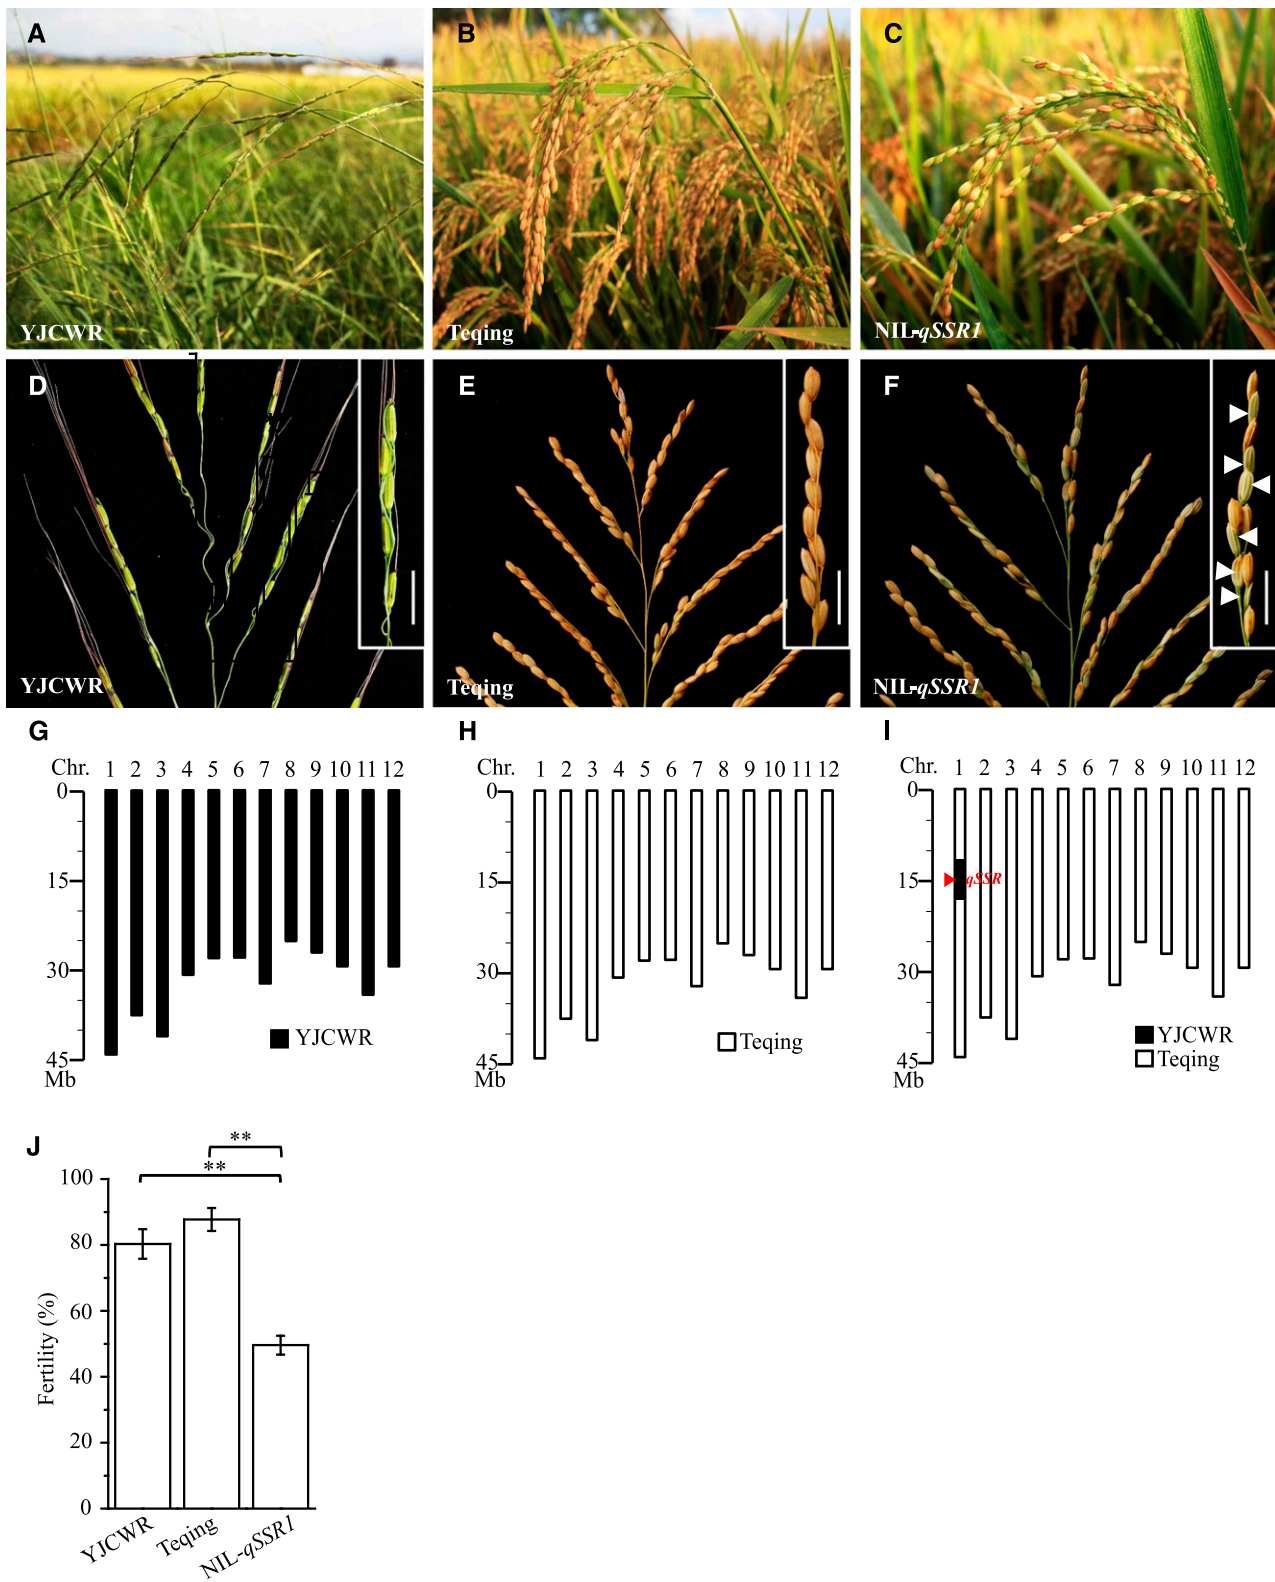 A
B
C
YJCWR
Teqing
NIL-qSSR1
D
E
F
YJCWR
Teqing
NIL-qSSR1
G
Chr. 1 2 3 4 5 6 7 8 9 10 11 12
0
15
30
45
Mb
YJCWR
H
Chr. 1 2 3 4 5 6 7 8 9 10 11 12
0
15
30
45
Mb
Teqing
I
Chr. 1 2 3 4 5 6 7 8 9 10 11 12
0
15
qSSR
30
45
Mb
YJCWR
Teqing
J
**
**
100
80
60
40
20
0
Fertility (%)
YJCWR
Teqing
NIL-qSSR1